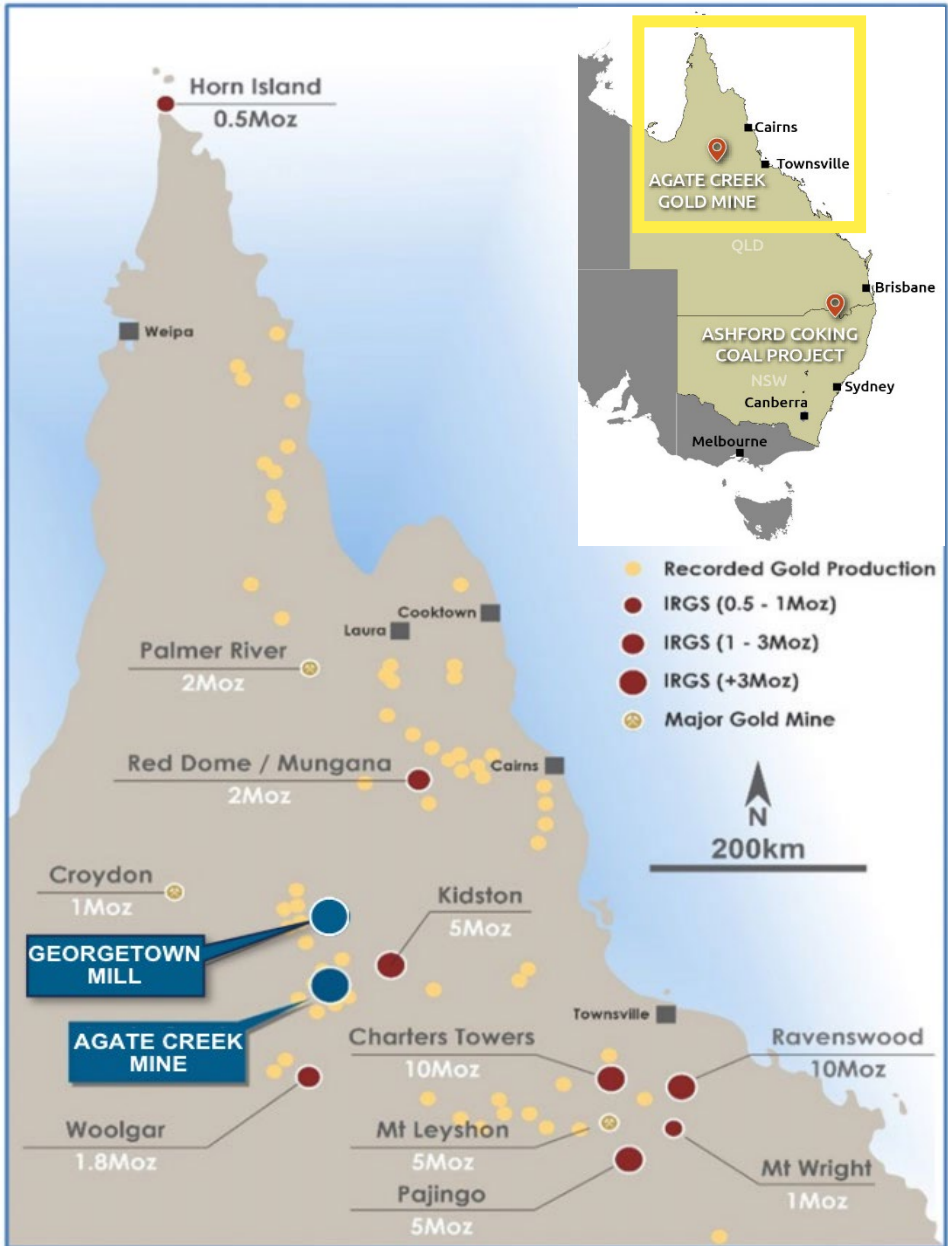 Horn Island
0.5Moz
Cairns
Townsville
AGATE CREEK
GOLD MINE
QLD
Brisbane
ASHFORD COKING
COAL PROJECT
NSW
Sydney
Canberra
Melbourne
Weipa
Recorded Gold Production
IRGS (0.5 - 1Moz)
IRGS (1 - 3Moz)
IRGS (+3Moz)
Major Gold Mine
Cooktown
Laura
Palmer River
2Moz
Red Dome / Mungana
2Moz
Cairns
N
200km
Croydon
1Moz
Kidston
5Moz
GEORGETOWN
MILL
AGATE CREEK
MINE
Townsville
Charters Towers
10Moz
Ravenswood
10Moz
Woolgar
1.8Moz
Mt Leyshon
5Moz
Mt Wright
1Moz
Pajingo
5Moz